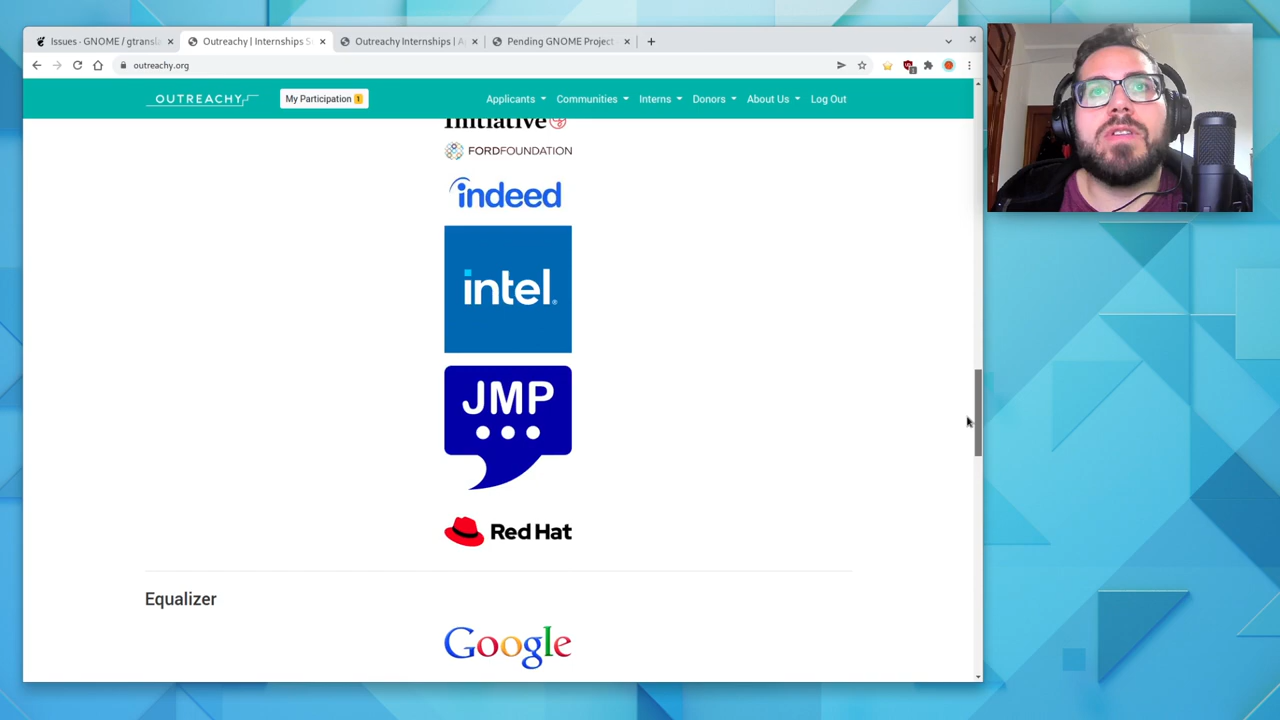 Issues · GNOME / gtransla
Outreachy | Internships S
Outreachy Internships | A
Pending GNOME Project
outreachy.org
OUTREACHY
My Participation 1
Applicants
Communities
Interns
Donors
About Us
Log Out
Initiative
FORDFOUNDATION
indeed
intel.
JMP
Red Hat
Equalizer
Google